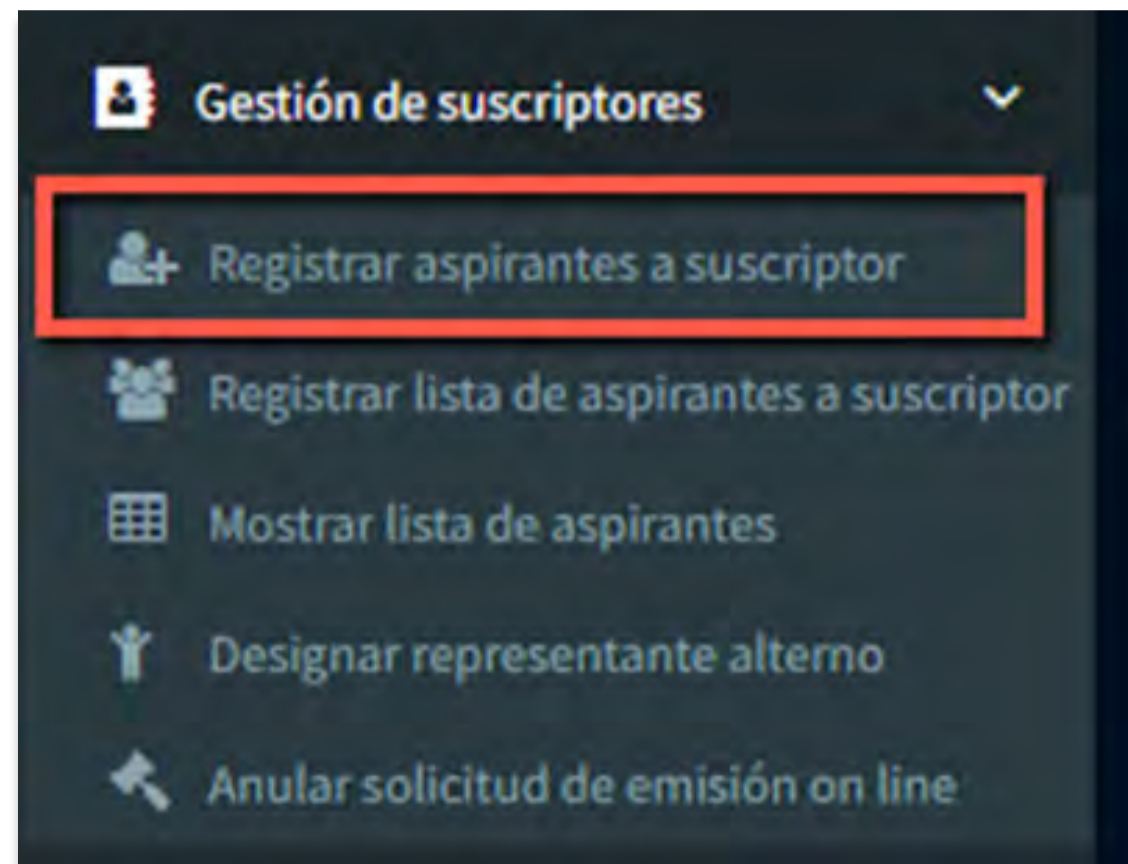 Gestión de suscriptores
Registrar aspirantes a suscriptor
Registrar lista de aspirantes a suscriptor
Mostrar lista de aspirantes
Designar representante alterno
Anular solicitud de emisión on line